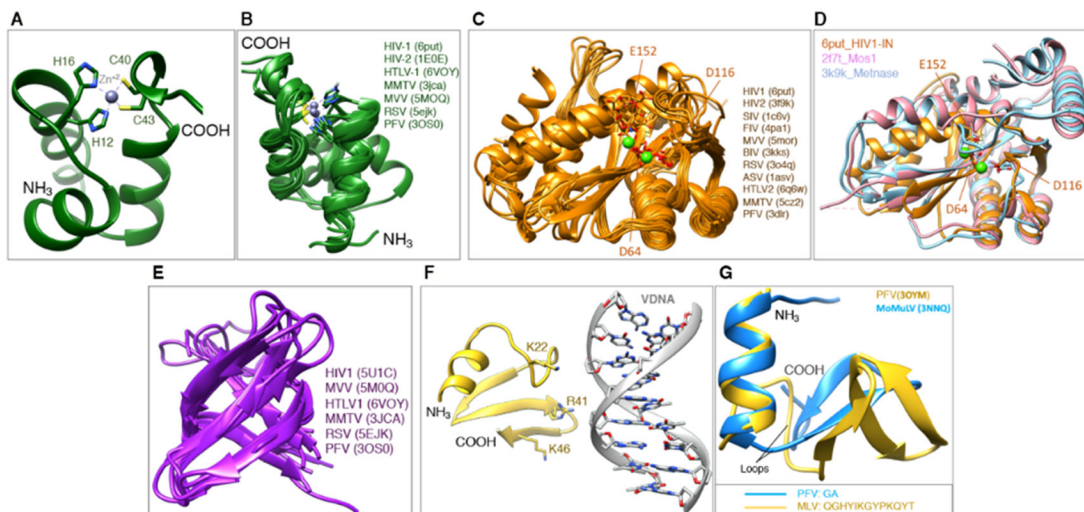 A
H16
C40
Zn+2
H12
C43
COOH
NH3
B
COOH
HIV-1 (6put)
HIV-2 (1E0E)
HTLV-1 (6VOY)
MMTV (3jca)
MVV (5MOQ)
RSV (5ejk)
PFV (3OS0)
NH3
C
E152
D116
D64
HIV1 (6put)
HIV2 (3f9k)
SIV (1c6v)
FIV (4pa1)
MVV (5mor)
BIV (3kks)
RSV (3o4q)
ASV (1asv)
HTLV2 (6q6w)
MMTV (5cz2)
PFV (3dlr)
D
6put_HIV1-IN
2f7t_Mos1
3k9k_Metnase
E152
D116
D64
E
HIV1 (5U1C)
MVV (5M0Q)
HTLV1 (6VOY)
MMTV (3JCA)
RSV (5EJK)
PFV (3OS0)
F
VDNA
K22
NH3
R41
COOH
K46
G
PFV(3OYM)
MoMuLV (3NNQ)
NH3
COOH
Loops
PFV: GA
MLV: QGHYIKGYPKQYT